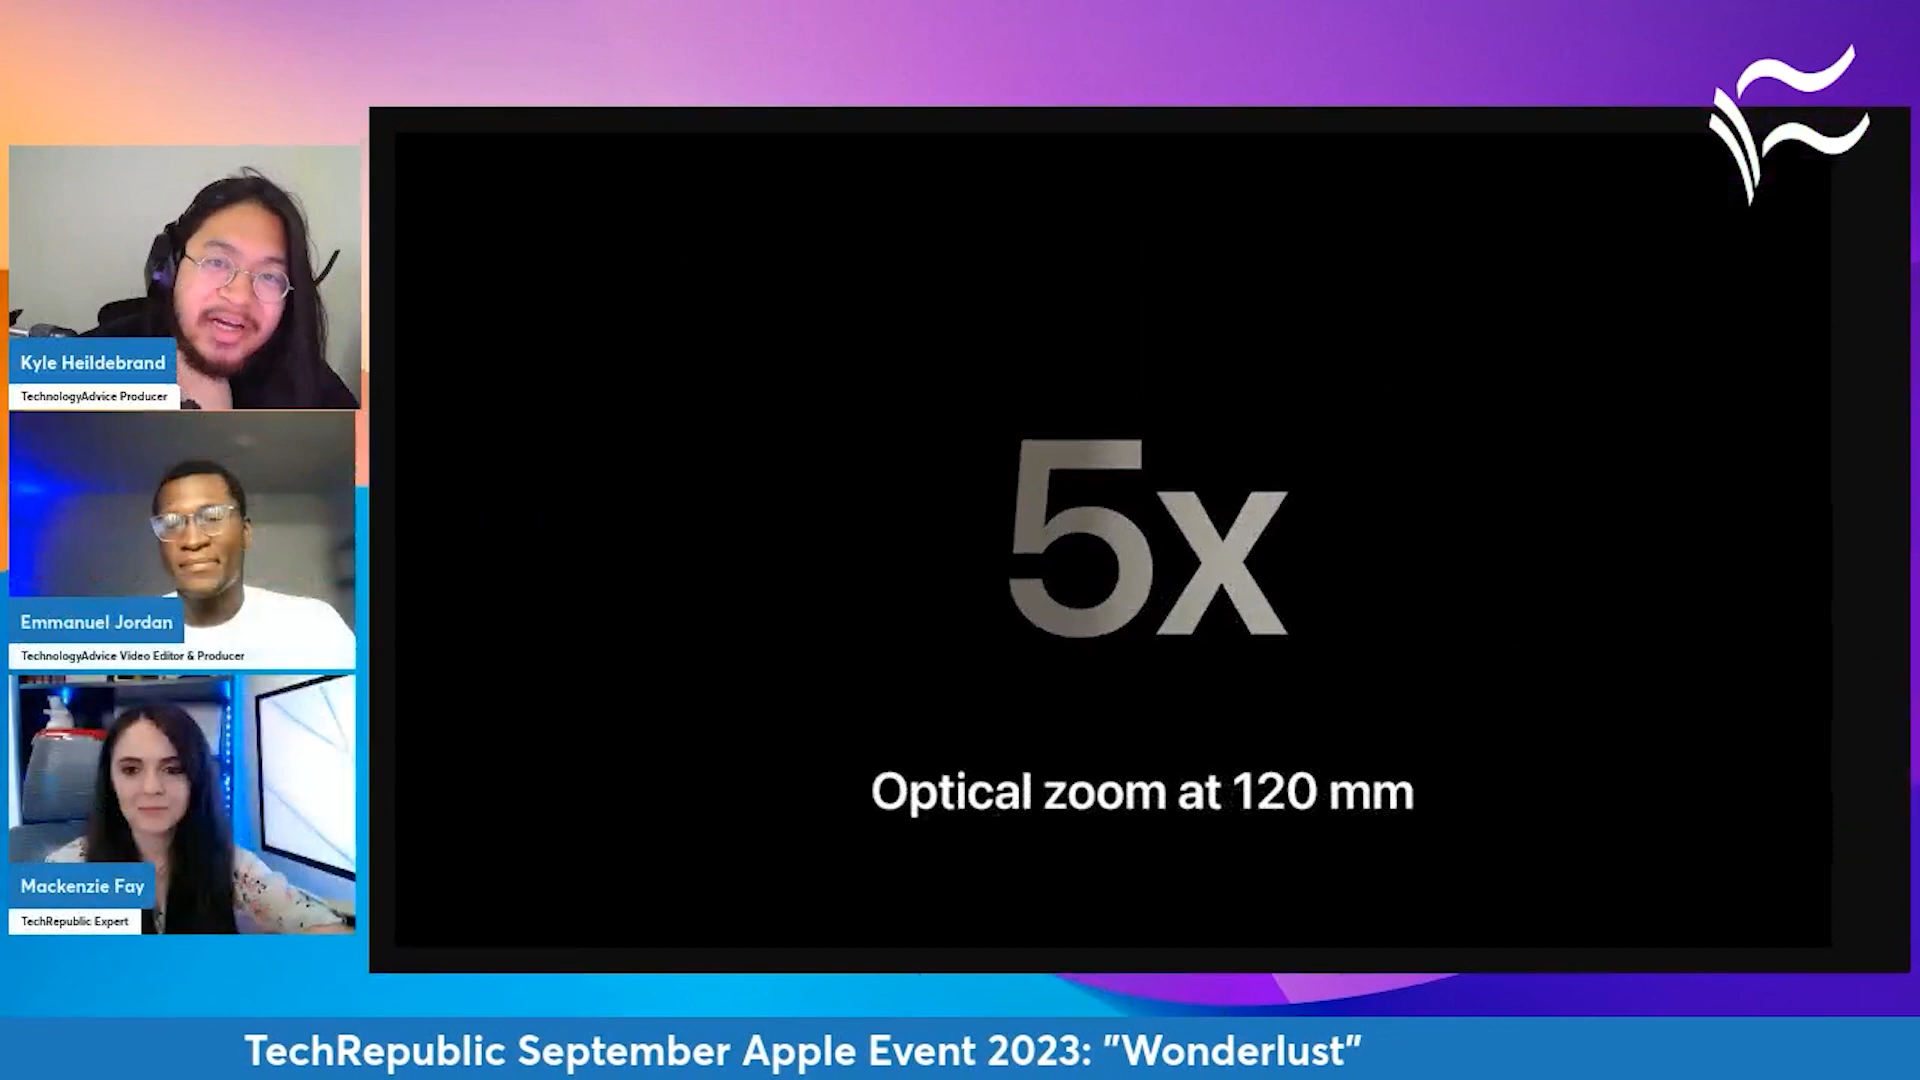 Kyle Heildebrand
TechnologyAdvice Producer
Emmanuel Jordan
TechnologyAdvice Video Editor & Producer
Mackenzie Fay
TechRepublic Expert
5x
Optical zoom at 120 mm
TechRepublic September Apple Event 2023: "Wonderlust"